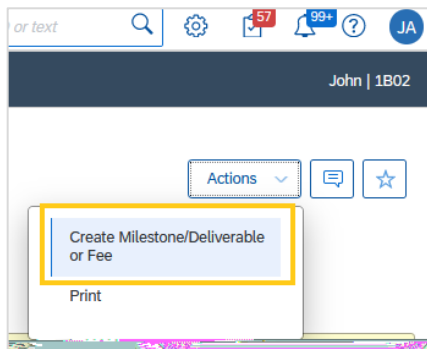 or text
57
99+
JA
John | 1B02
Actions
Create Milestone/Deliverable
or Fee
Print